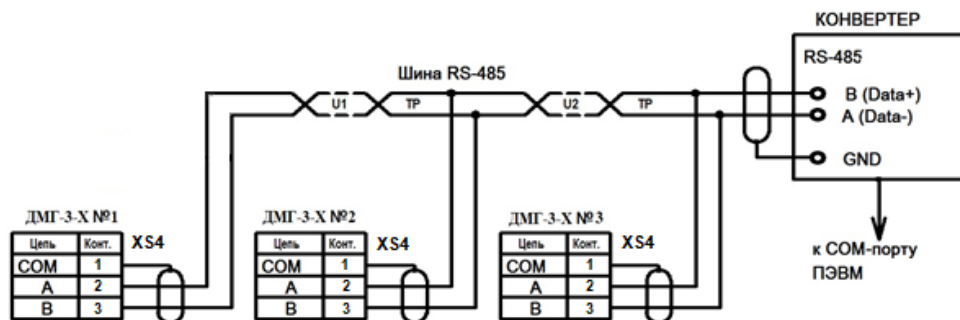 КОНВЕРТЕР
RS-485
Шина RS-485
U1 TP U2 TP
B (Data+)
A (Data-)
GND
ДМГ-3-Х №1
Цепь Конт. XS4
COM 1
A 2
B 3
ДМГ-3-Х №2
Цепь Конт. XS4
COM 1
A 2
B 3
ДМГ-3-Х №3
Цепь Конт. XS4
COM 1
A 2
B 3
к COM-порту
ПЭВМ